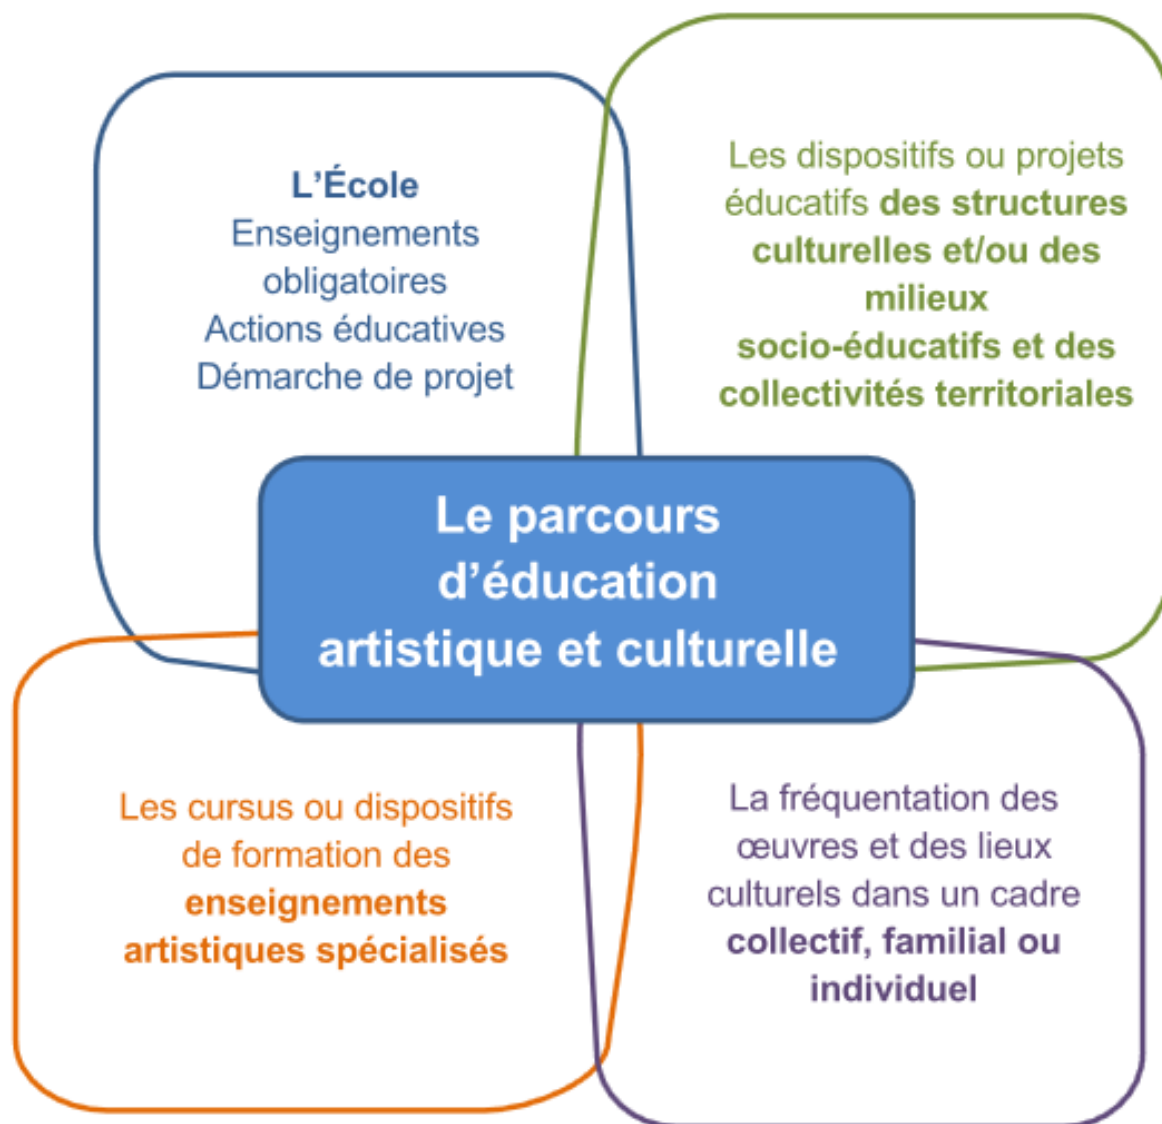 L’École
Enseignements
obligatoires
Actions éducatives
Démarche de projet
Les dispositifs ou projets
éducatifs des structures
culturelles et/ou des
milieux
socio-éducatifs et des
collectivités territoriales
Le parcours
d’éducation
artistique et culturelle
Les cursus ou dispositifs
de formation des
enseignements
artistiques spécialisés
La fréquentation des
œuvres et des lieux
culturels dans un cadre
collectif, familial ou
individuel